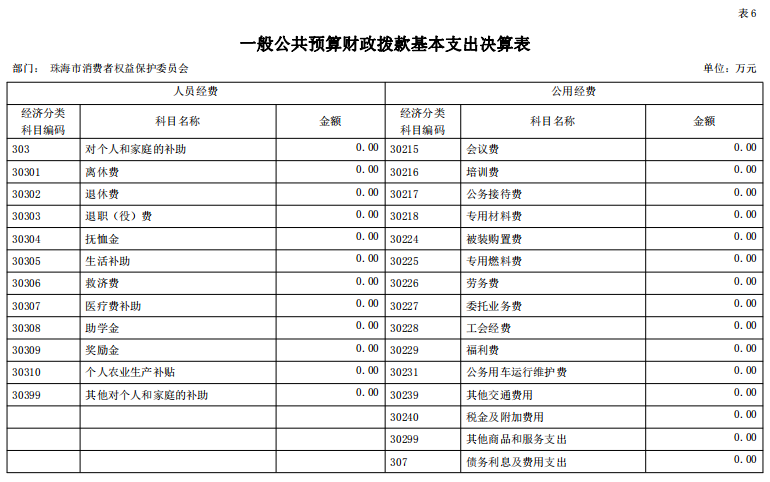 表 6
一般公共预算财政拨款基本支出决算表
部门： 珠海市消费者权益保护委员会 单位：万元
人员经费 公用经费
经济分类科目编码 科目名称 金额 经济分类科目编码 科目名称 金额
303 对个人和家庭的补助 0.00 30215 会议费 0.00
30301 离休费 0.00 30216 培训费 0.00
30302 退休费 0.00 30217 公务接待费 0.00
30303 退职（役）费 0.00 30218 专用材料费 0.00
30304 抚恤金 0.00 30224 被装购置费 0.00
30305 生活补助 0.00 30225 专用燃料费 0.00
30306 救济费 0.00 30226 劳务费 0.00
30307 医疗费补助 0.00 30227 委托业务费 0.00
30308 助学金 0.00 30228 工会经费 0.00
30309 奖励金 0.00 30229 福利费 0.00
30310 个人农业生产补贴 0.00 30231 公务用车运行维护费 0.00
30399 其他对个人和家庭的补助 0.00 30239 其他交通费用 0.00
30240 税金及附加费用 0.00
30299 其他商品和服务支出 0.00
307 债务利息及费用支出 0.00